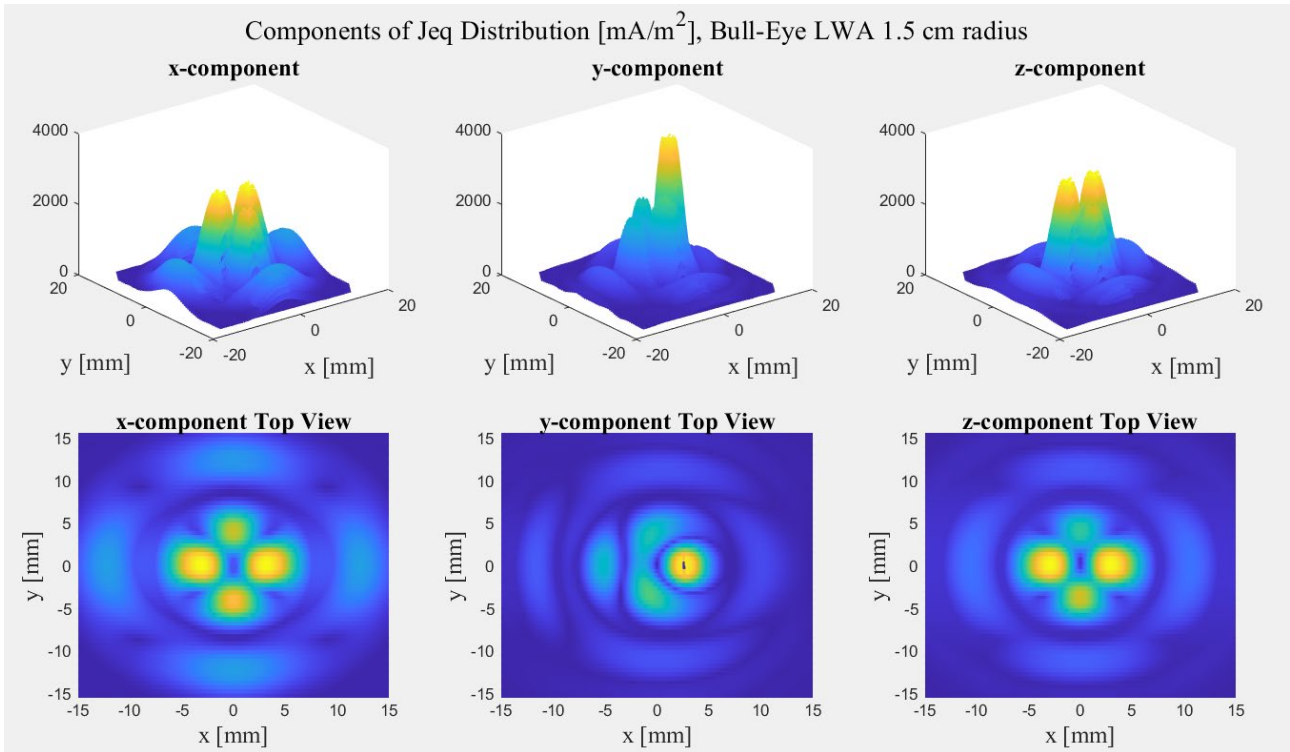 Components of Jeq Distribution [mA/m²], Bull-Eye LWA 1.5 cm radius
x-component
y-component
z-component
4000
2000
0
20
0
-20
-20
0
20
y [mm]
x [mm]
4000
2000
0
20
0
-20
-20
0
20
y [mm]
x [mm]
4000
2000
0
20
0
-20
-20
0
20
y [mm]
x [mm]
x-component Top View
15
10
5
0
-5
-10
-15
y [mm]
-15 -10 -5 0 5 10 15
x [mm]
y-component Top View
15
10
5
0
-5
-10
-15
y [mm]
-15 -10 -5 0 5 10 15
x [mm]
z-component Top View
15
10
5
0
-5
-10
-15
y [mm]
-15 -10 -5 0 5 10 15
x [mm]